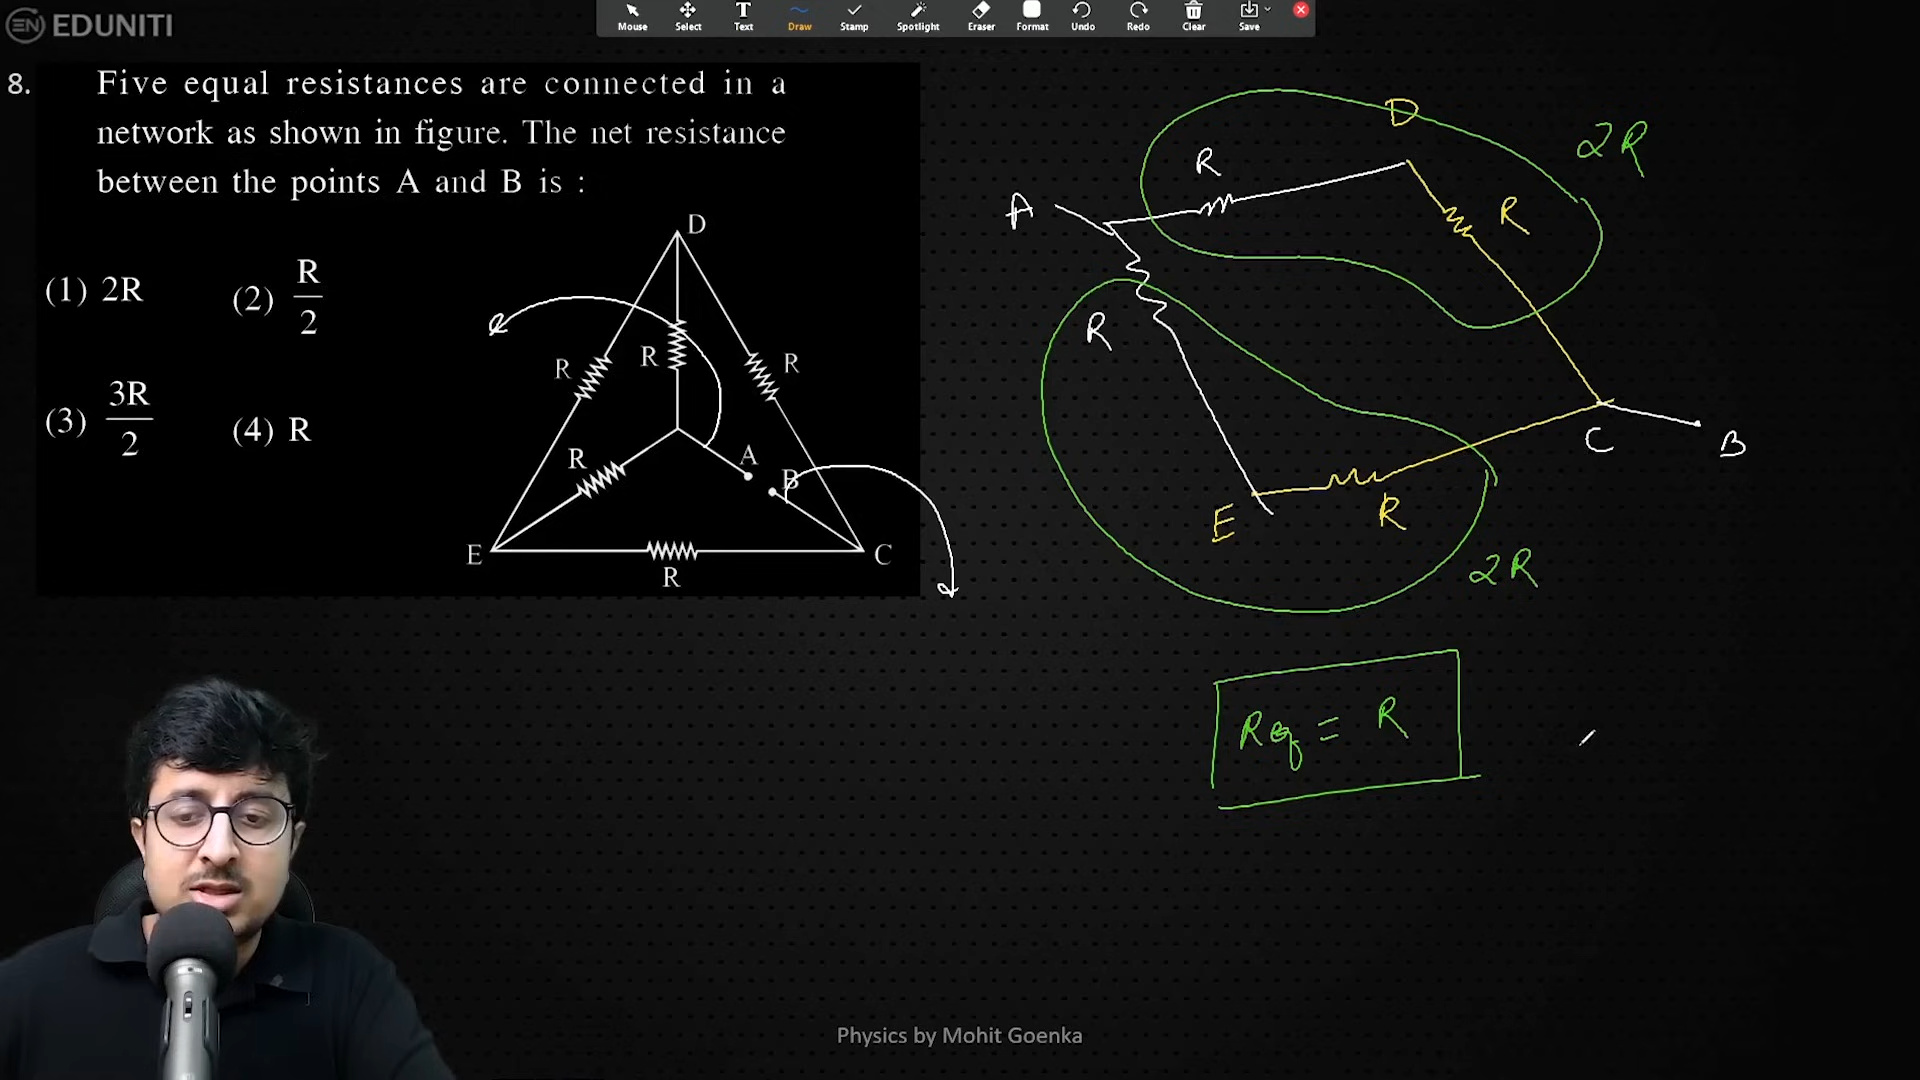 EN EDUNITI
Mouse Select Text Draw Stamp Spotlight Eraser Format Undo Redo Clear Save
8. Five equal resistances are connected in a
network as shown in figure. The net resistance
between the points A and B is :
(1) 2R (2) R/2
(3) 3R/2 (4) R
D
R R R
R A B
E C
R
D
2R
R
A R
R
C B
E R
2R
Req = R
Physics by Mohit Goenka